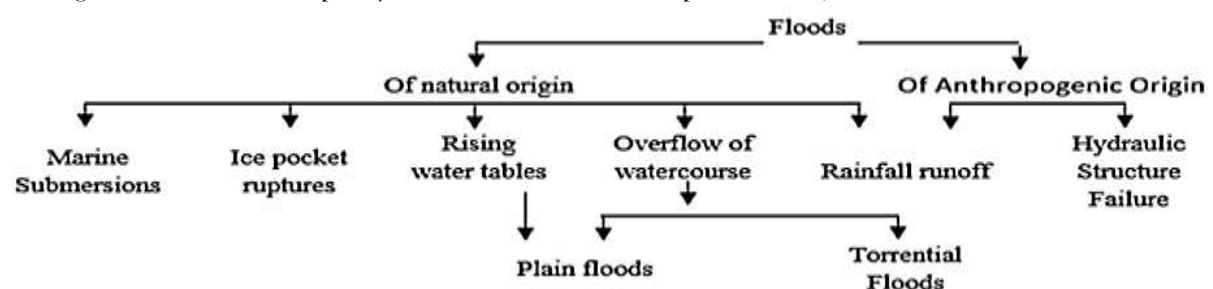 Floods
Of natural origin
Of Anthropogenic Origin
Marine
Submersions
Ice pocket
ruptures
Rising
water tables
Overflow of
watercourse
Rainfall runoff
Hydraulic
Structure
Failure
Plain floods
Torrential
Floods